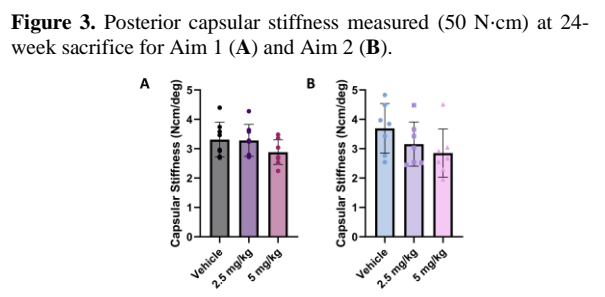 Figure 3. Posterior capsular stiffness measured (50 N·cm) at 24-
week sacrifice for Aim 1 (A) and Aim 2 (B).
A
Capsular Stiffness (Ncm/deg)
5
4
3
2
1
0
Vehicle
2.5 mg/kg
5 mg/kg
B
Capsular Stiffness (Ncm/deg)
5
4
3
2
1
0
Vehicle
2.5 mg/kg
5 mg/kg